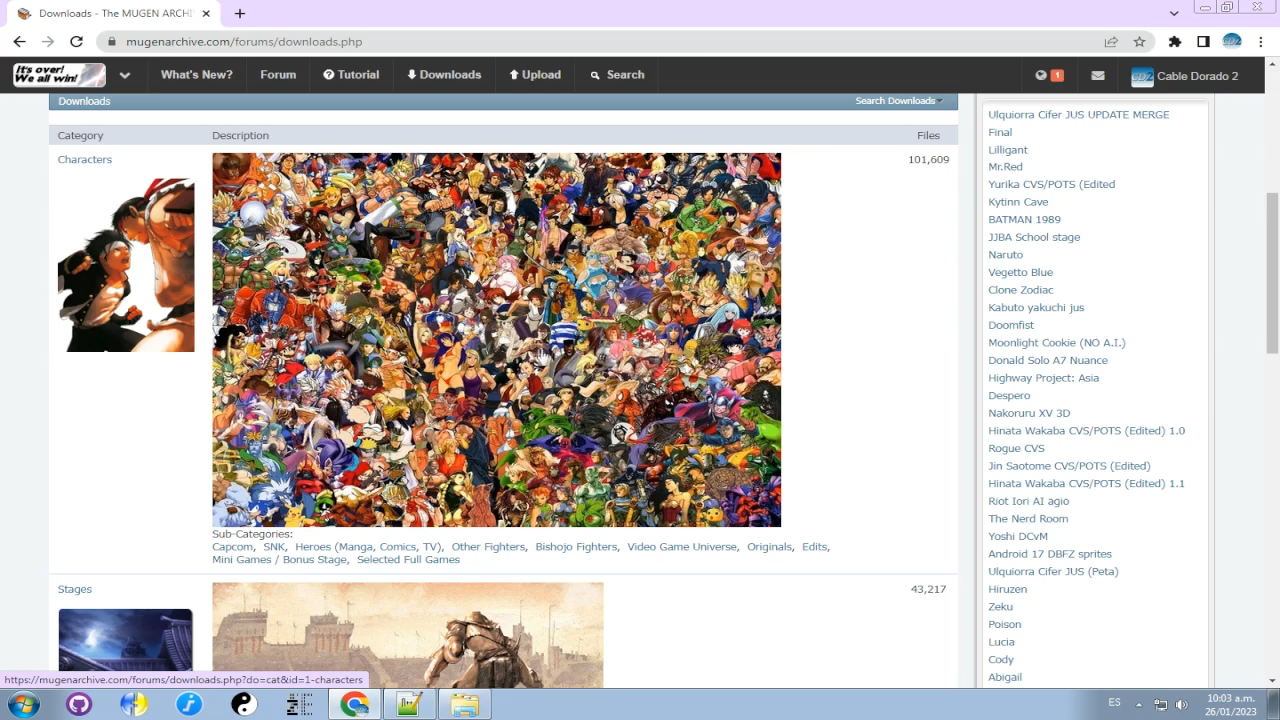 Downloads - The MUGEN ARCHI
mugenarchive.com/forums/downloads.php
It's over!
We all win!
What's New?
Forum
Tutorial
Downloads
Upload
Search
1
Cable Dorado 2
Downloads
Search Downloads
Category
Description
Files
Characters
101,609
Sub-Categories:
Capcom, SNK, Heroes (Manga, Comics, TV), Other Fighters, Bishojo Fighters, Video Game Universe, Originals, Edits,
Mini Games / Bonus Stage, Selected Full Games
Stages
43,217
Ulquiorra Cifer JUS UPDATE MERGE
Final
Lilligant
Mr.Red
Yurika CVS/POTS (Edited
Kytinn Cave
BATMAN 1989
JJBA School stage
Naruto
Vegetto Blue
Clone Zodiac
Kabuto yakuchi jus
Doomfist
Moonlight Cookie (NO A.I.)
Donald Solo A7 Nuance
Highway Project: Asia
Despero
Nakoruru XV 3D
Hinata Wakaba CVS/POTS (Edited) 1.0
Rogue CVS
Jin Saotome CVS/POTS (Edited)
Hinata Wakaba CVS/POTS (Edited) 1.1
Riot Iori AI agio
The Nerd Room
Yoshi DCvM
Android 17 DBFZ sprites
Ulquiorra Cifer JUS (Peta)
Hiruzen
Zeku
Poison
Lucia
Cody
Abigail
https://mugenarchive.com/forums/downloads.php?do=cat&id=1-characters
ES
10:03 a.m.
26/01/2023